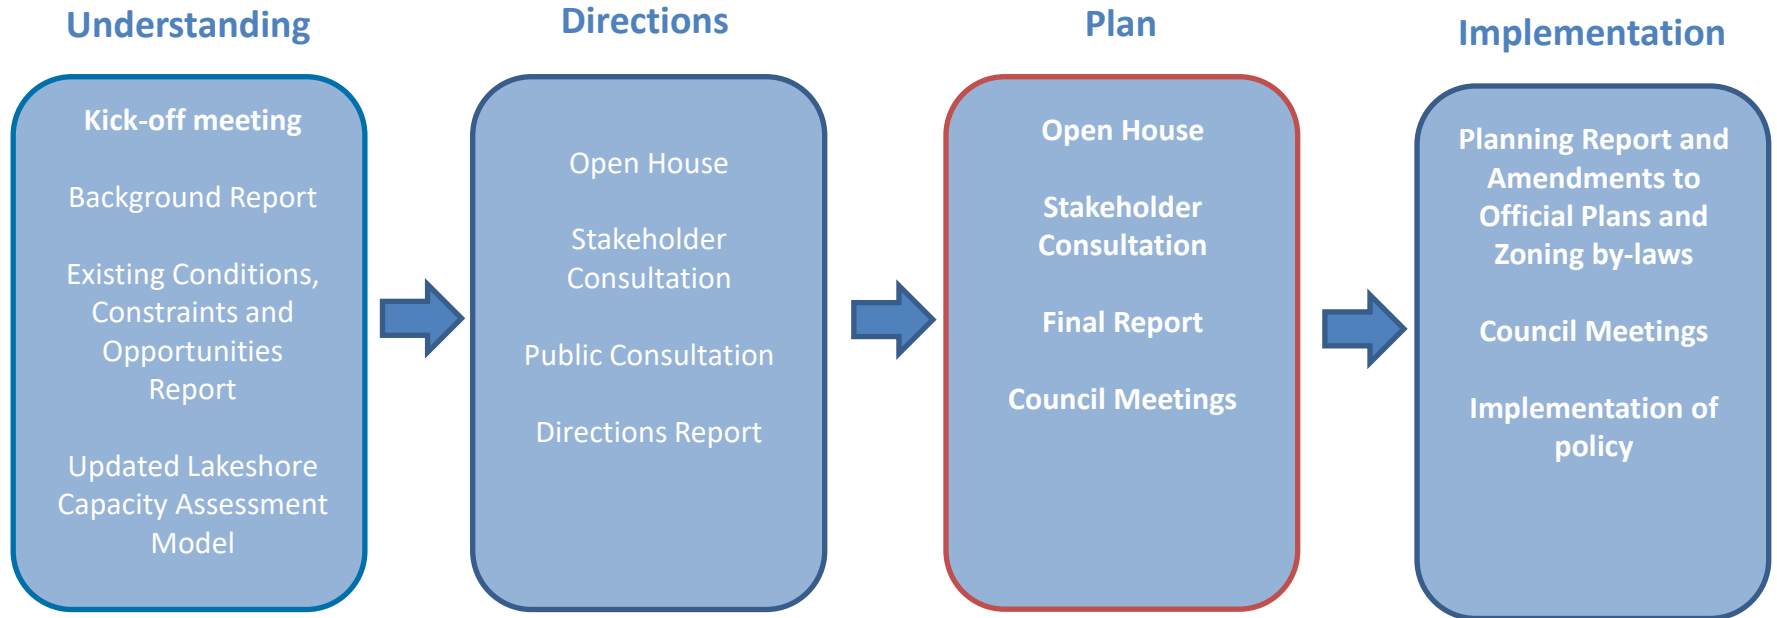 Understanding
Kick-off meeting
Background Report
Existing Conditions,
Constraints and
Opportunities
Report
Updated Lakeshore
Capacity Assessment
Model
Directions
Open House
Stakeholder
Consultation
Public Consultation
Directions Report
Plan
Open House
Stakeholder
Consultation
Final Report
Council Meetings
Implementation
Planning Report and
Amendments to
Official Plans and
Zoning by-laws
Council Meetings
Implementation of
policy